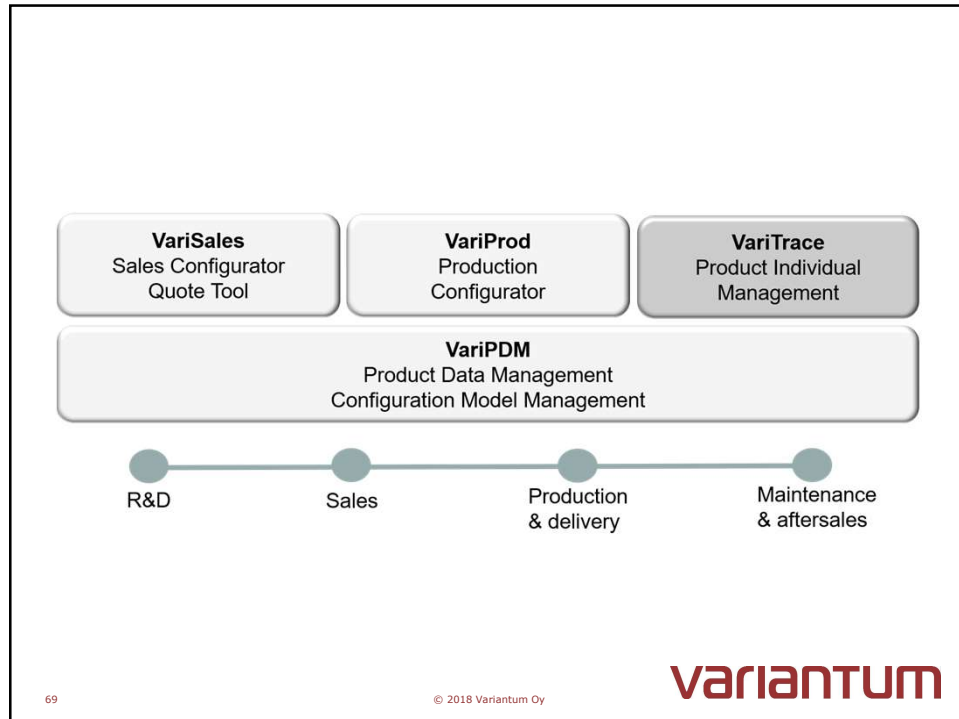 VariSales
Sales Configurator
Quote Tool
VariProd
Production
Configurator
VariTrace
Product Individual
Management
VariPDM
Product Data Management
Configuration Model Management
R&D
Sales
Production
& delivery
Maintenance
& aftersales
69
© 2018 Variantum Oy
variantum